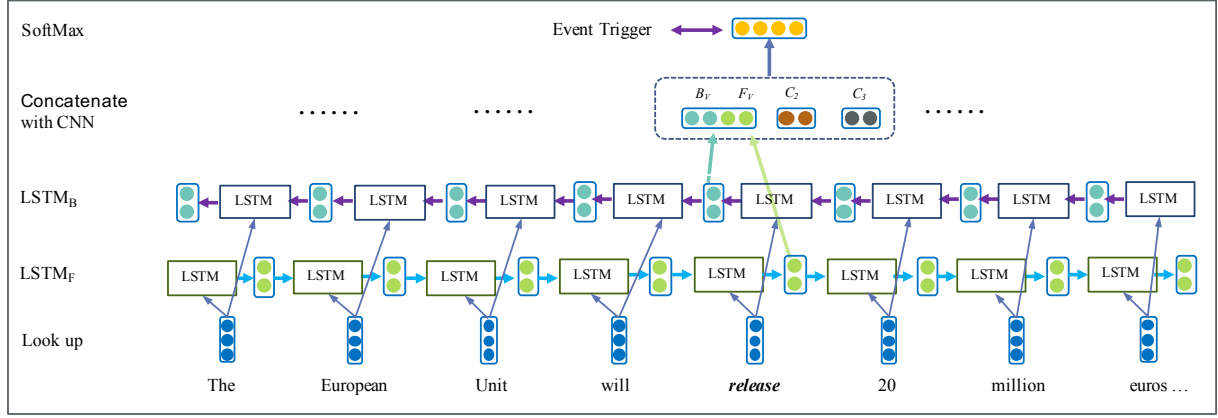 SoftMax
Event Trigger
Concatenate
with CNN
......
......
B_V F_V C_2 C_3
......
LSTM_B
LSTM LSTM LSTM LSTM LSTM LSTM LSTM LSTM
LSTM_F
LSTM LSTM LSTM LSTM LSTM LSTM LSTM LSTM
Look up
The European Unit will release 20 million euros ...